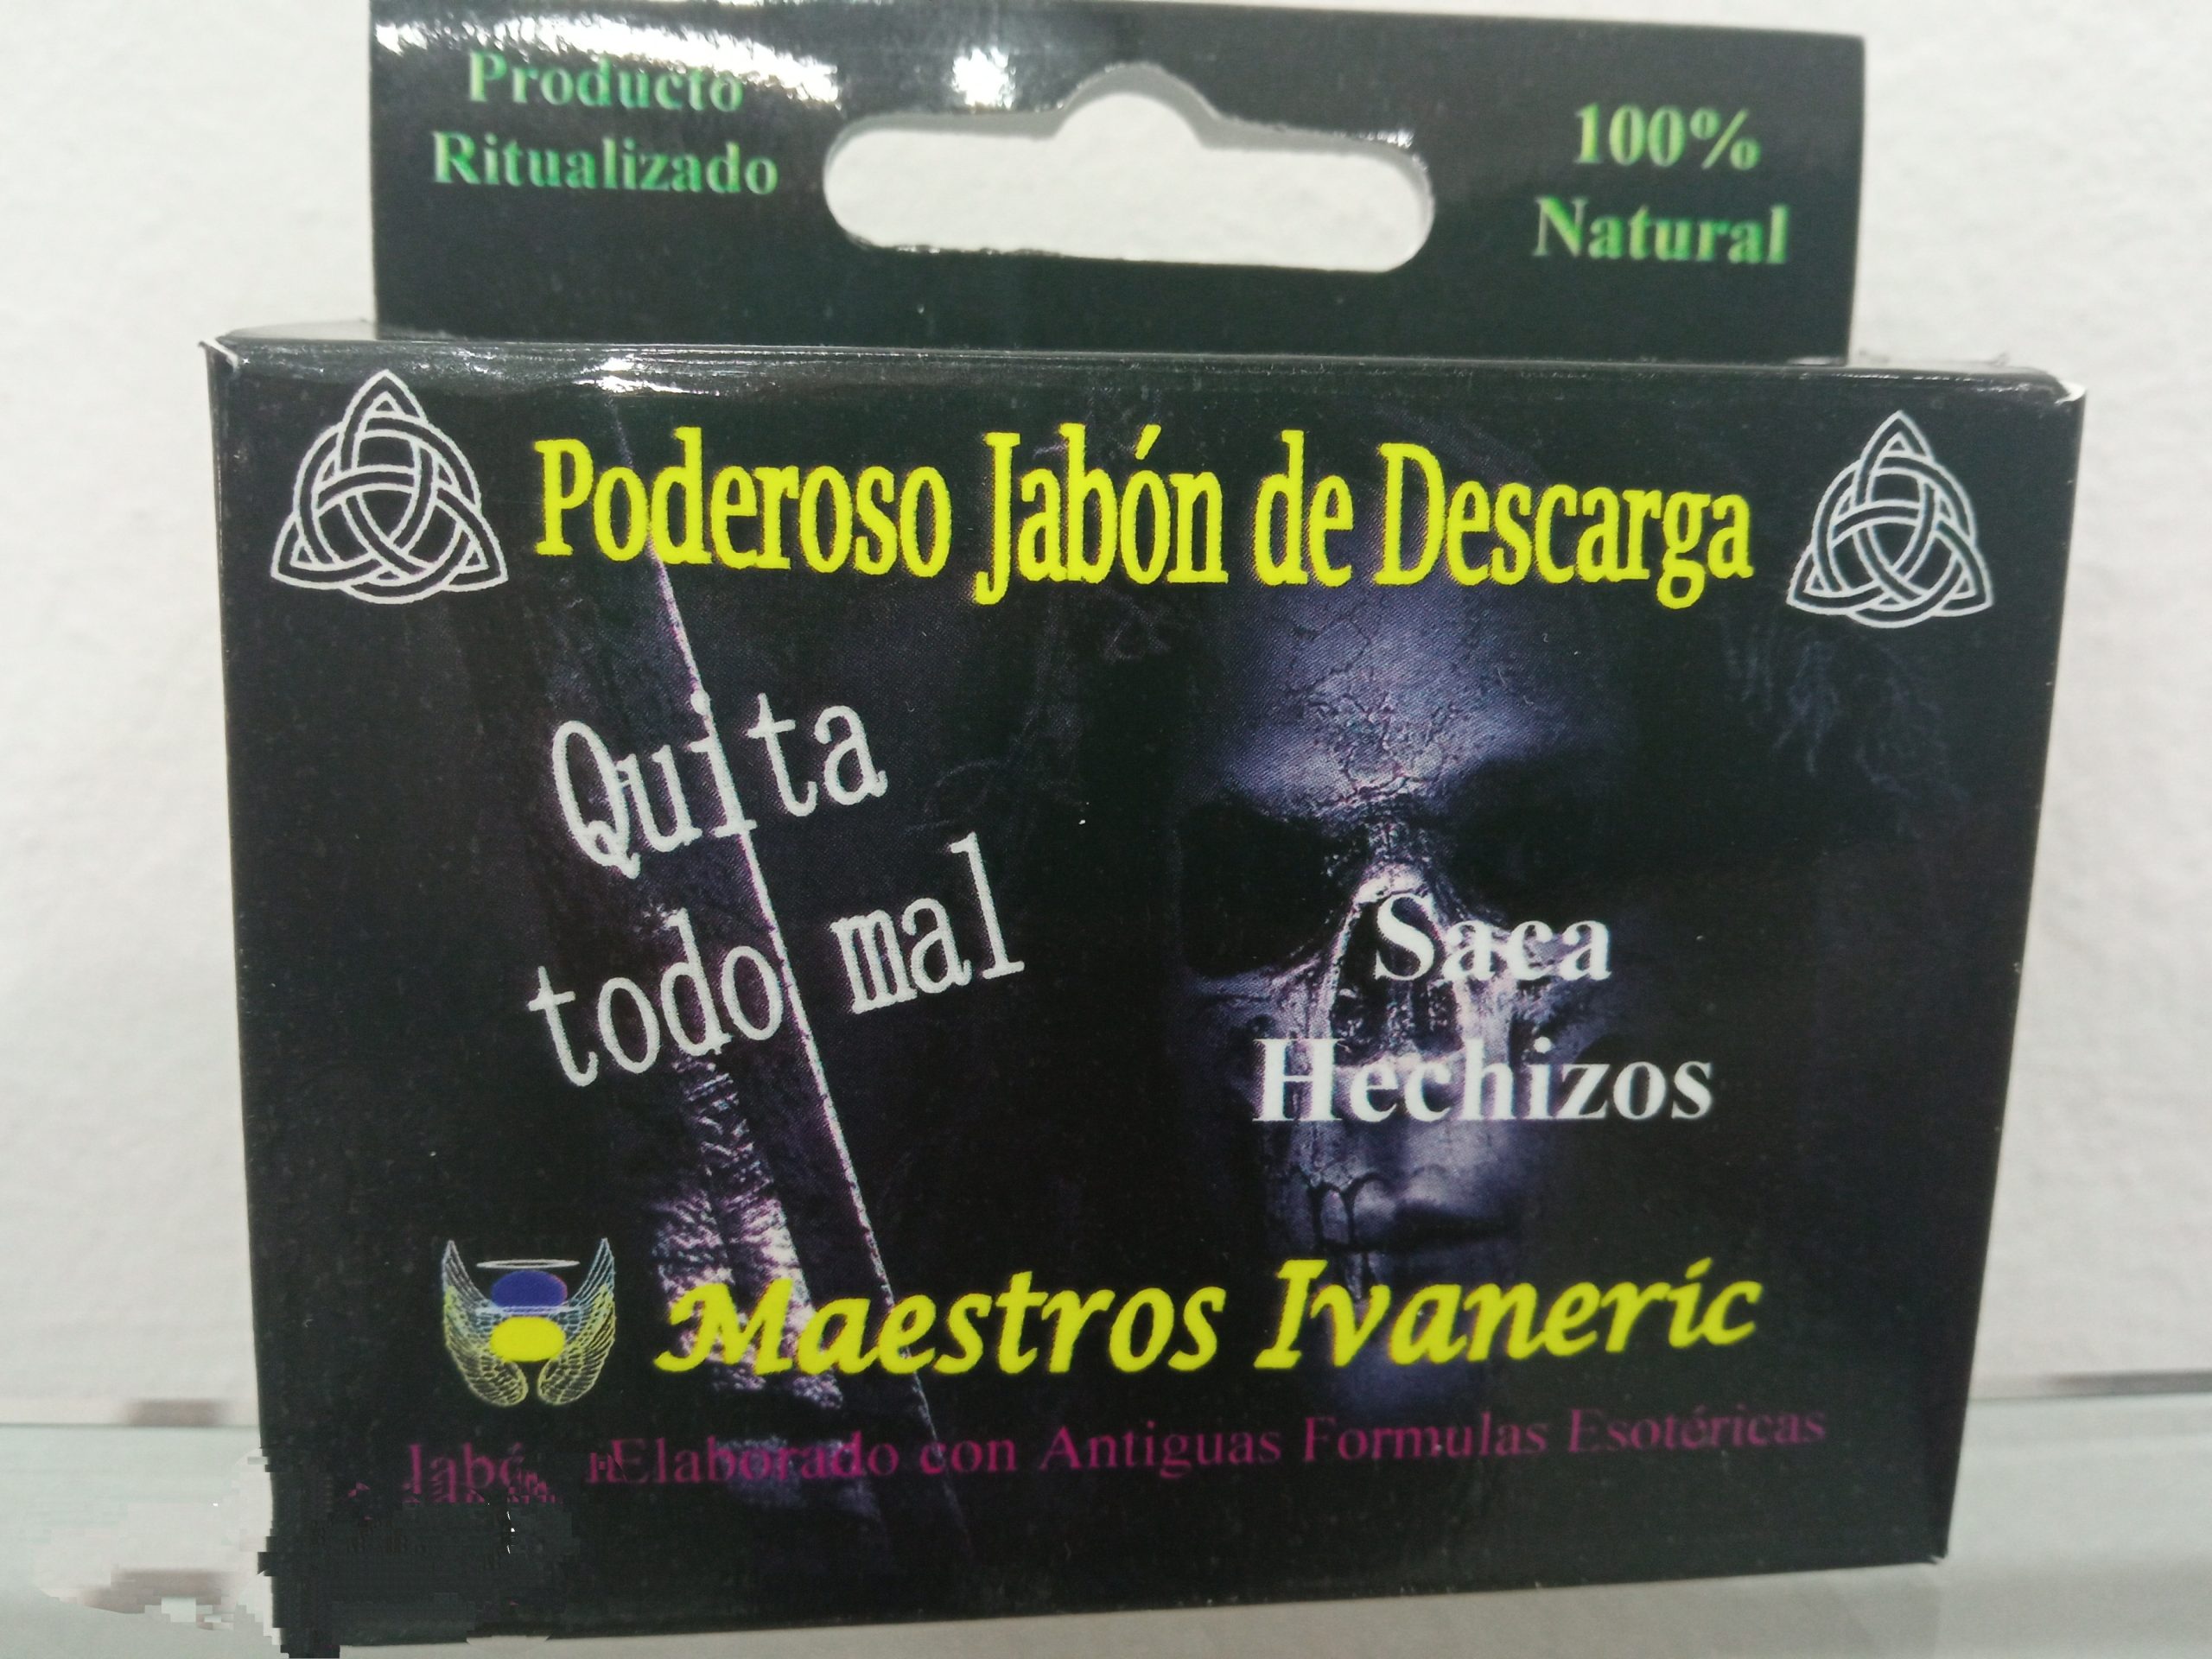 Producto
Ritualizado
100%
Natural
Poderoso Jabón de Descarga
Quita
todo mal
Saca
Hechizos
Maestros Ivaneric
Elaborado con Antiguas Formulas Esotéricas